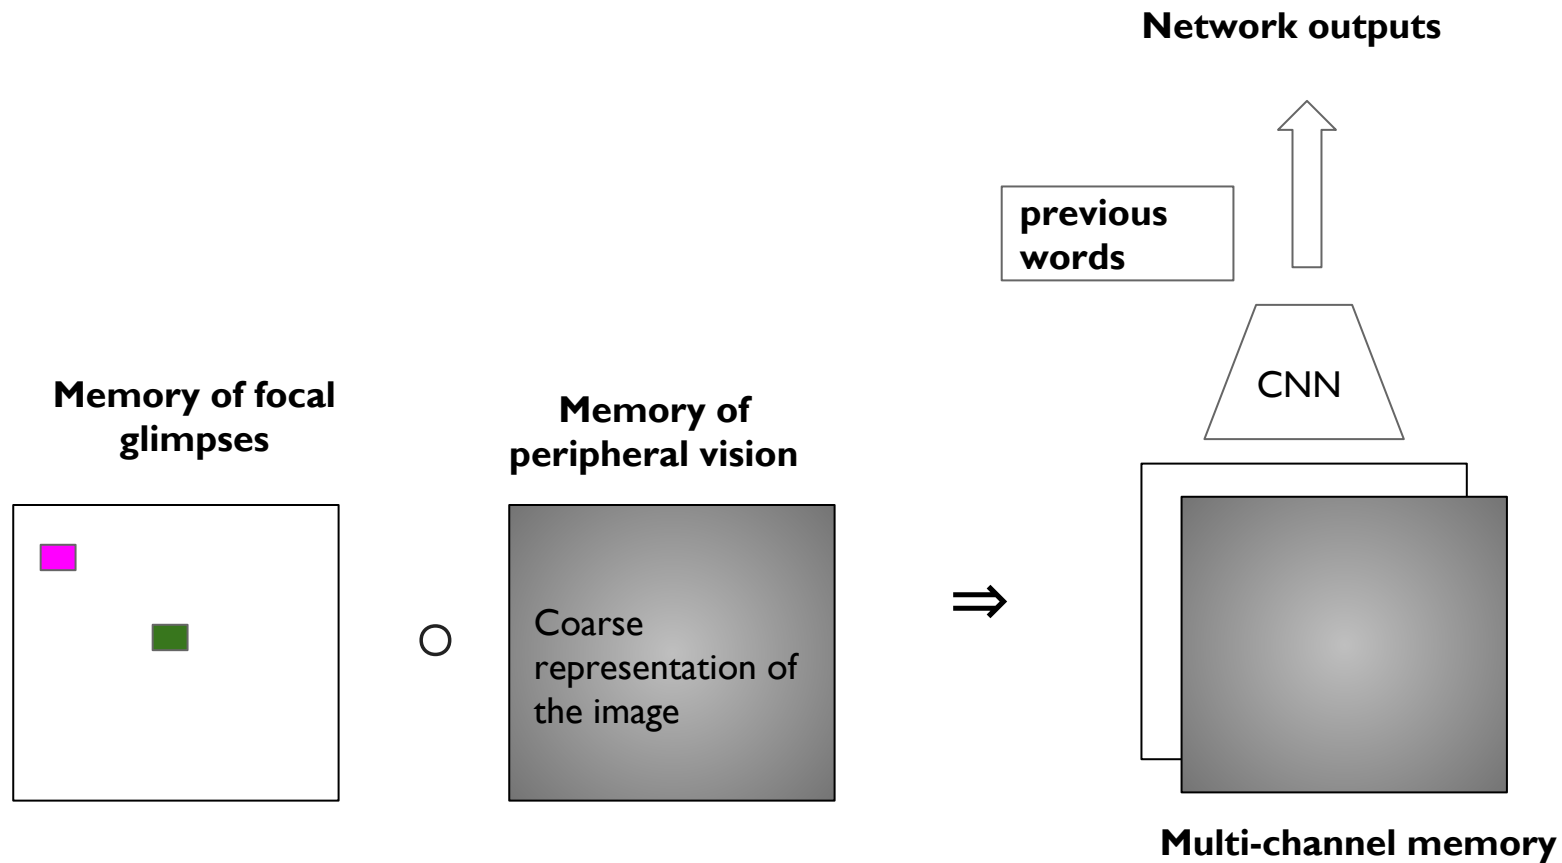 Network outputs
previous
words
CNN
Memory of focal
glimpses
Memory of
peripheral vision
Coarse
representation of
the image
○
⇒
Multi-channel memory